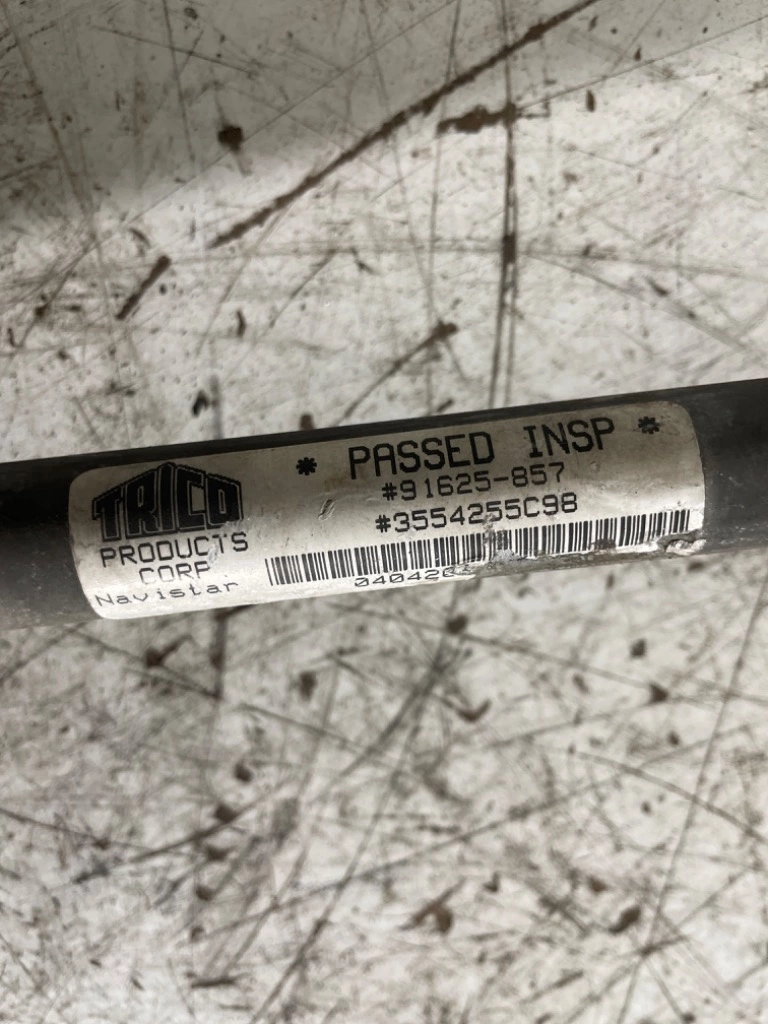 * PASSED INSP *
TRICO
PRODUCTS
CORP
Navistar
#91625-857
#3554255C98